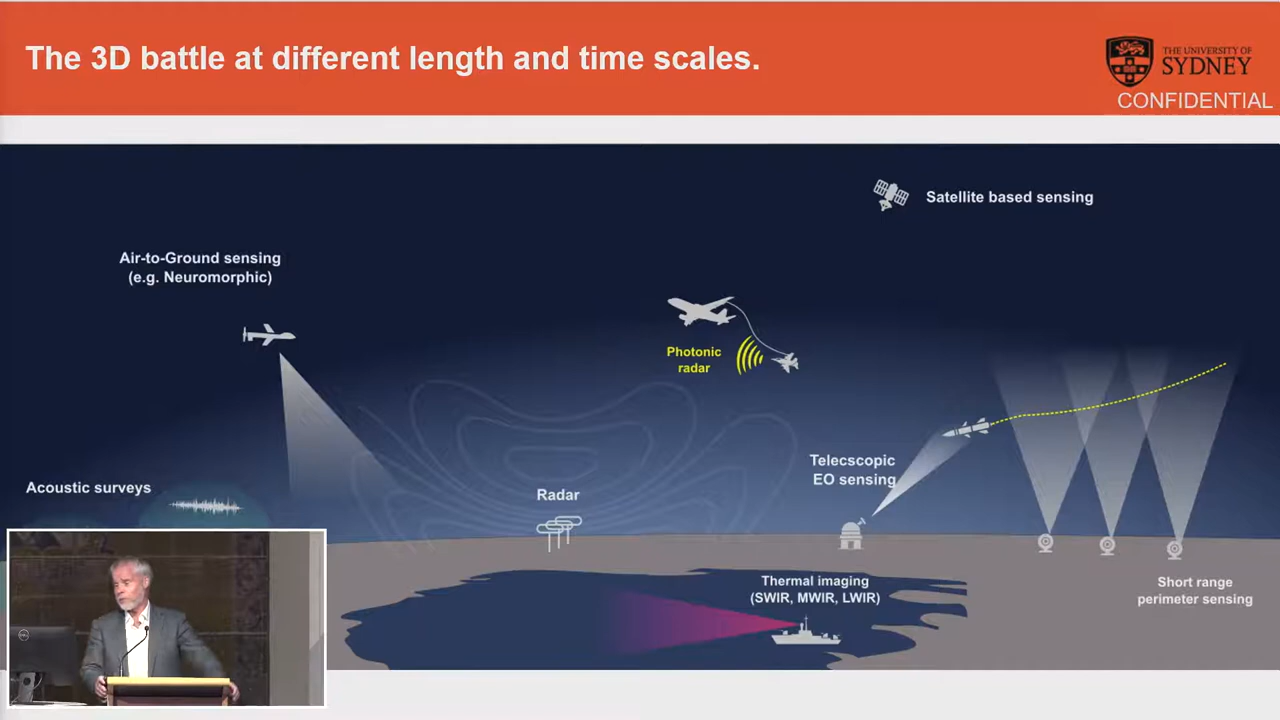 The 3D battle at different length and time scales.
THE UNIVERSITY OF
SYDNEY
CONFIDENTIAL
Satellite based sensing
Air-to-Ground sensing
(e.g. Neuromorphic)
Photonic
radar
Telecscopic
EO sensing
Acoustic surveys
Radar
Thermal imaging
(SWIR, MWIR, LWIR)
Short range
perimeter sensing